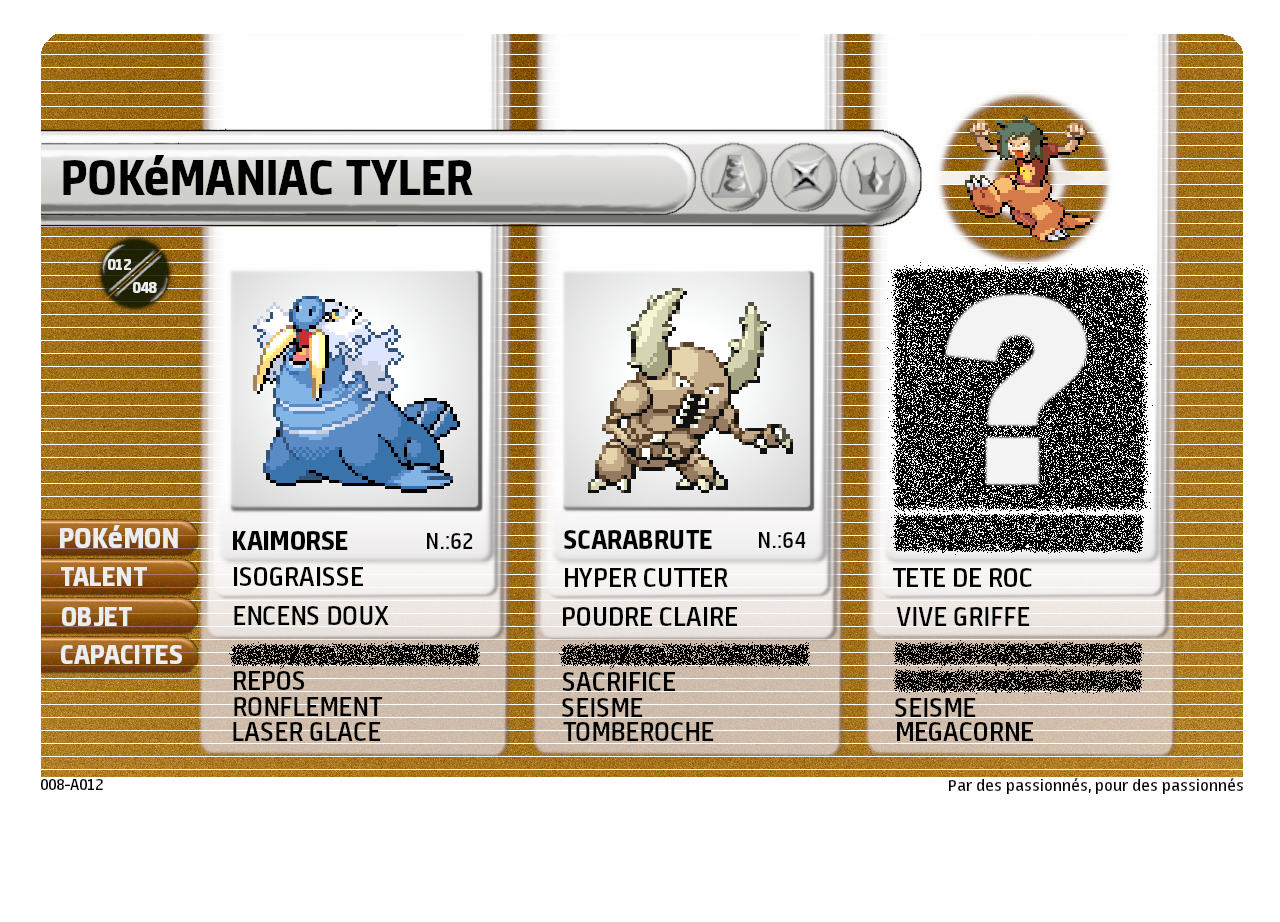 POKéMANIAC TYLER
012
048
?
POKéMON
KAIMORSE N.:62
SCARABRUTE N.:64
TALENT
ISOGRAISSE
HYPER CUTTER
TETE DE ROC
OBJET
ENCENS DOUX
POUDRE CLAIRE
VIVE GRIFFE
CAPACITES
REPOS
SACRIFICE
RONFLEMENT
SEISME
SEISME
LASER GLACE
TOMBEROCHE
MEGACORNE
008-A012
Par des passionnés, pour des passionnés